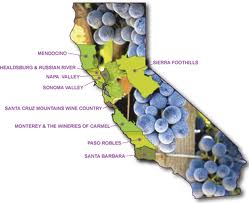 MENDOCINO
SIERRA FOOTHILLS
HEALDSBURG & RUSSIAN RIVER
NAPA VALLEY
SONOMA VALLEY
SANTA CRUZ MOUNTAINS WINE COUNTRY
MONTEREY & THE WINERIES OF CARMEL
PASO ROBLES
SANTA BARBARA